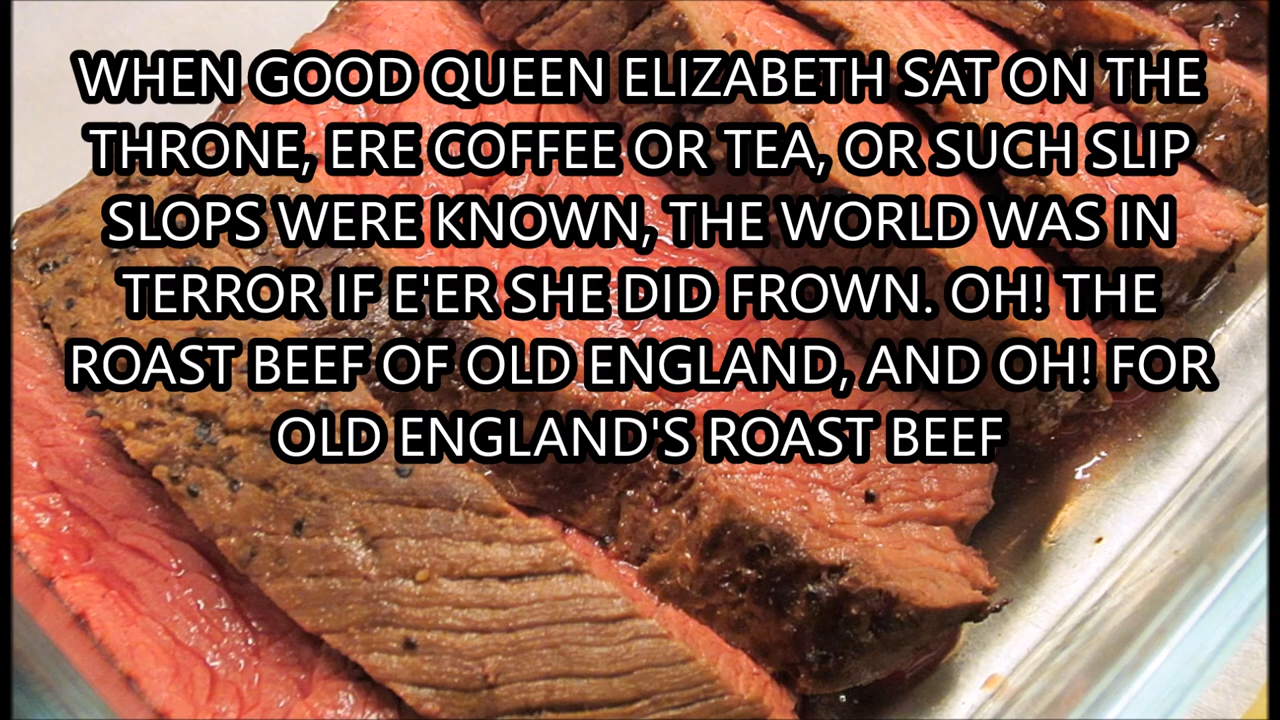 WHEN GOOD QUEEN ELIZABETH SAT ON THE
THRONE, ERE COFFEE OR TEA, OR SUCH SLIP
SLOPS WERE KNOWN, THE WORLD WAS IN
TERROR IF E'ER SHE DID FROWN. OH! THE
ROAST BEEF OF OLD ENGLAND, AND OH! FOR
OLD ENGLAND'S ROAST BEEF